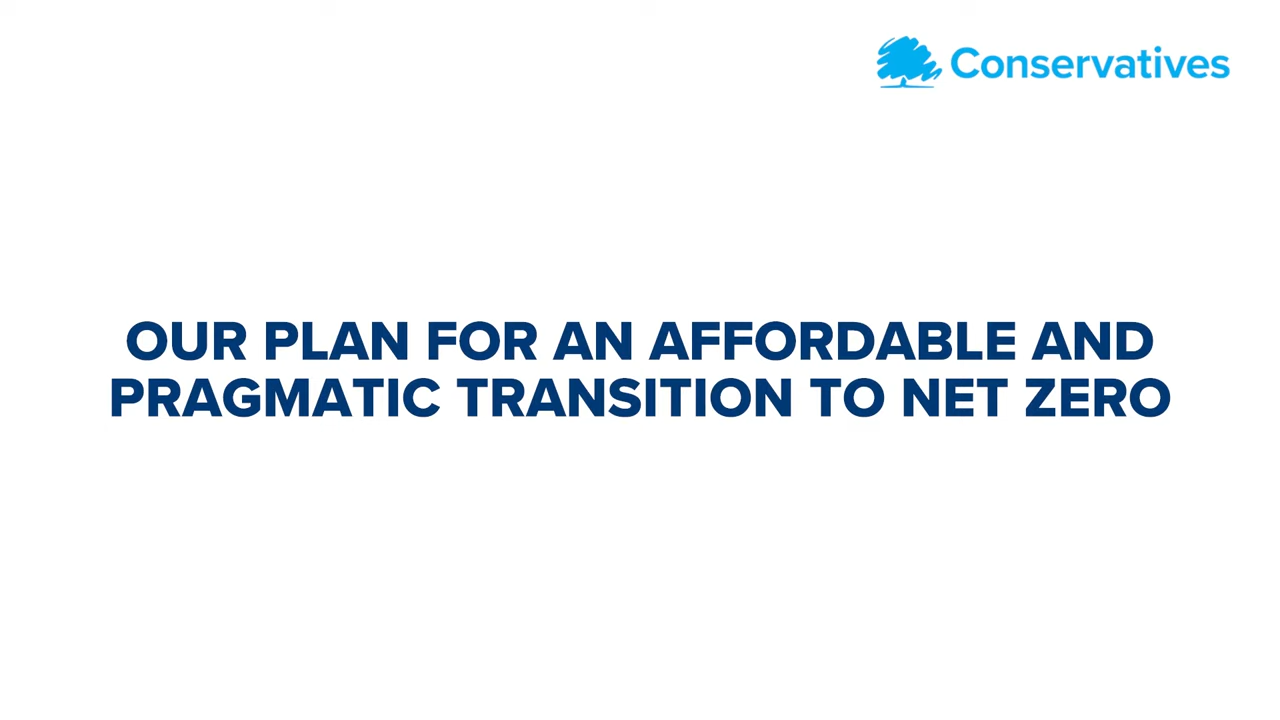 Conservatives
OUR PLAN FOR AN AFFORDABLE AND
PRAGMATIC TRANSITION TO NET ZERO